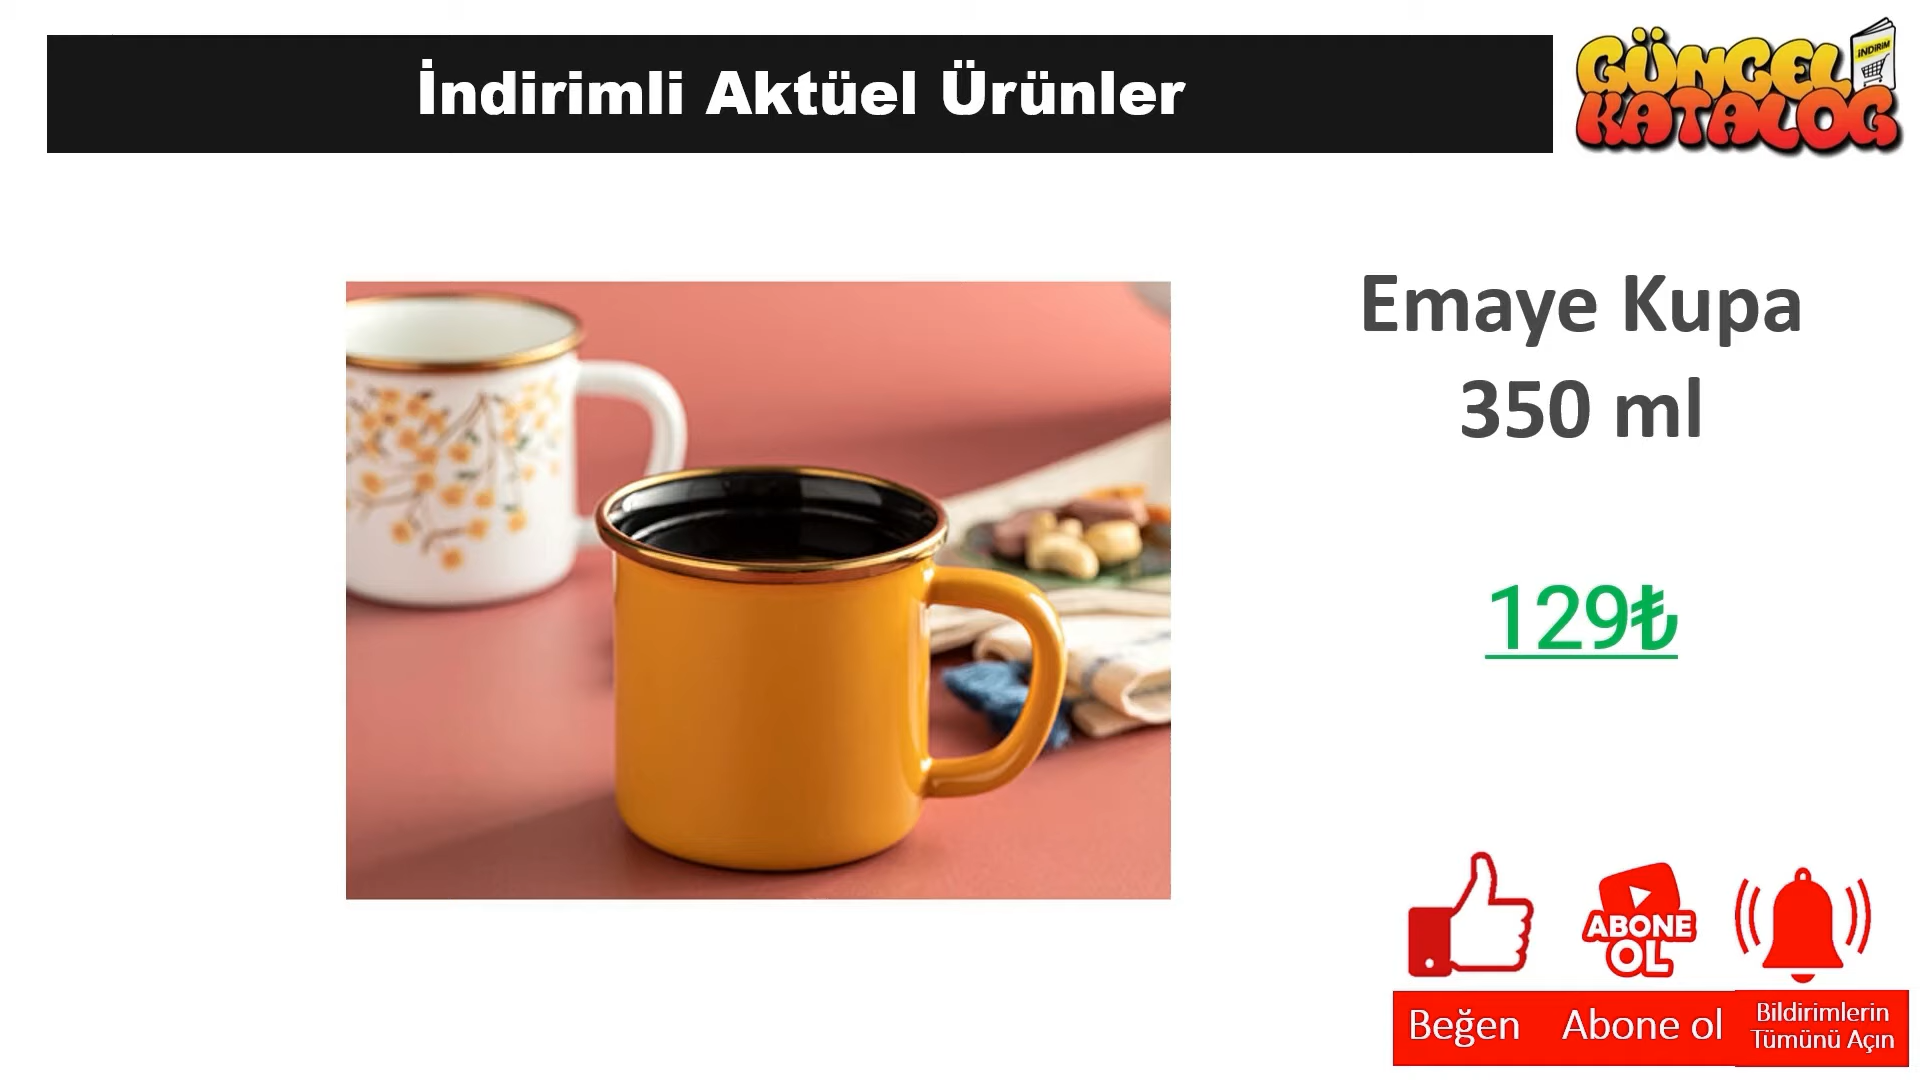 İndirimli Aktüel Ürünler
GÜNCEL
İNDİRİM
KATALOG
Emaye Kupa
350 ml
129₺
ABONE
OL
Beğen
Abone ol
Bildirimlerin
Tümünü Açın